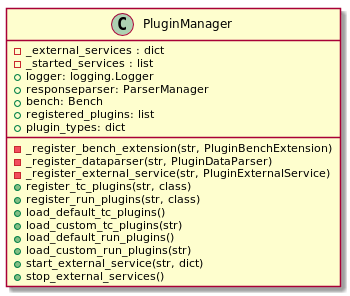 C PluginManager
_external_services : dict
_started_services : list
logger: logging.Logger
responseparser: ParserManager
bench: Bench
registered_plugins: list
plugin_types: dict
_register_bench_extension(str, PluginBenchExtension)
_register_dataparser(str, PluginDataParser)
_register_external_service(str, PluginExternalService)
register_tc_plugins(str, class)
register_run_plugins(str, class)
load_default_tc_plugins()
load_custom_tc_plugins(str)
load_default_run_plugins()
load_custom_run_plugins(str)
start_external_service(str, dict)
stop_external_services()